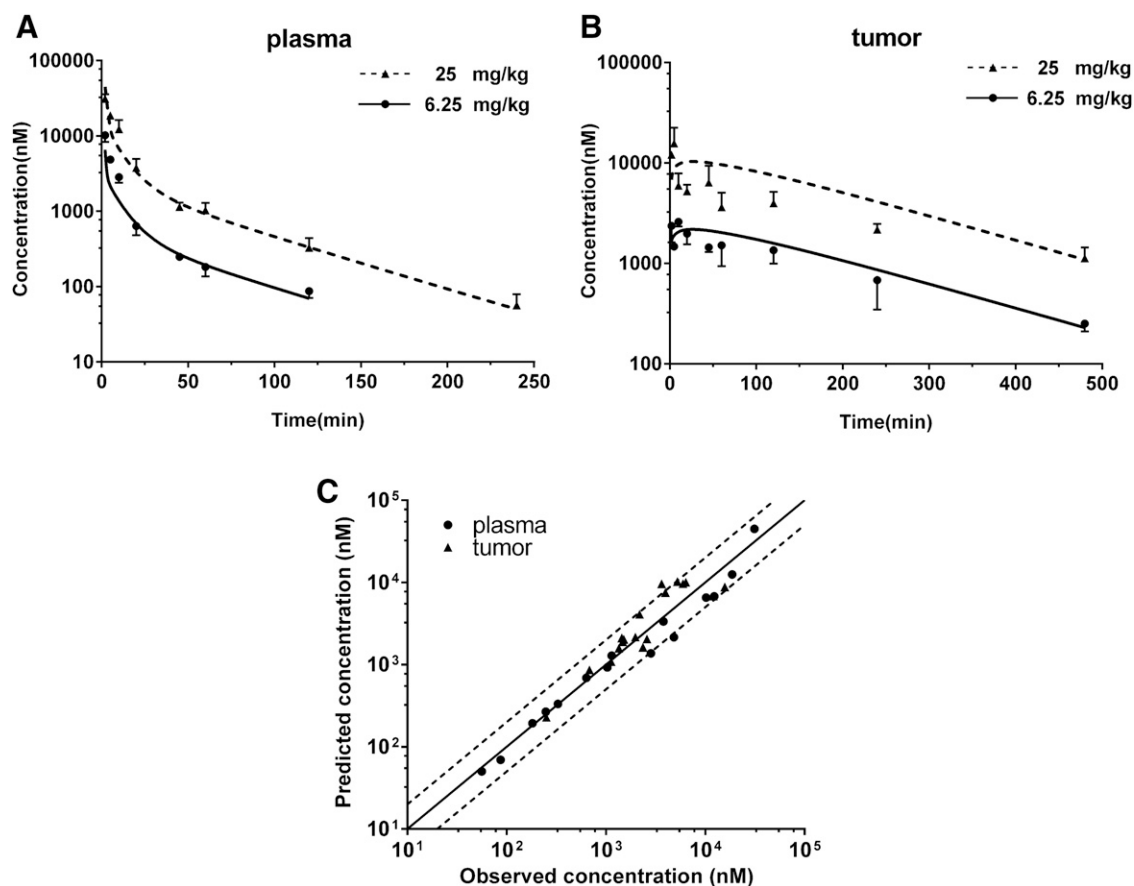 A
plasma
100000
10000
1000
100
10
Concentration(nM)
25 mg/kg
6.25 mg/kg
0
50
100
150
200
250
Time(min)
B
tumor
100000
10000
1000
100
Concentration(nM)
25 mg/kg
6.25 mg/kg
0
100
200
300
400
500
Time(min)
C
10⁵
10⁴
10³
10²
10¹
Predicted concentration (nM)
plasma
tumor
10¹
10²
10³
10⁴
10⁵
Observed concentration (nM)